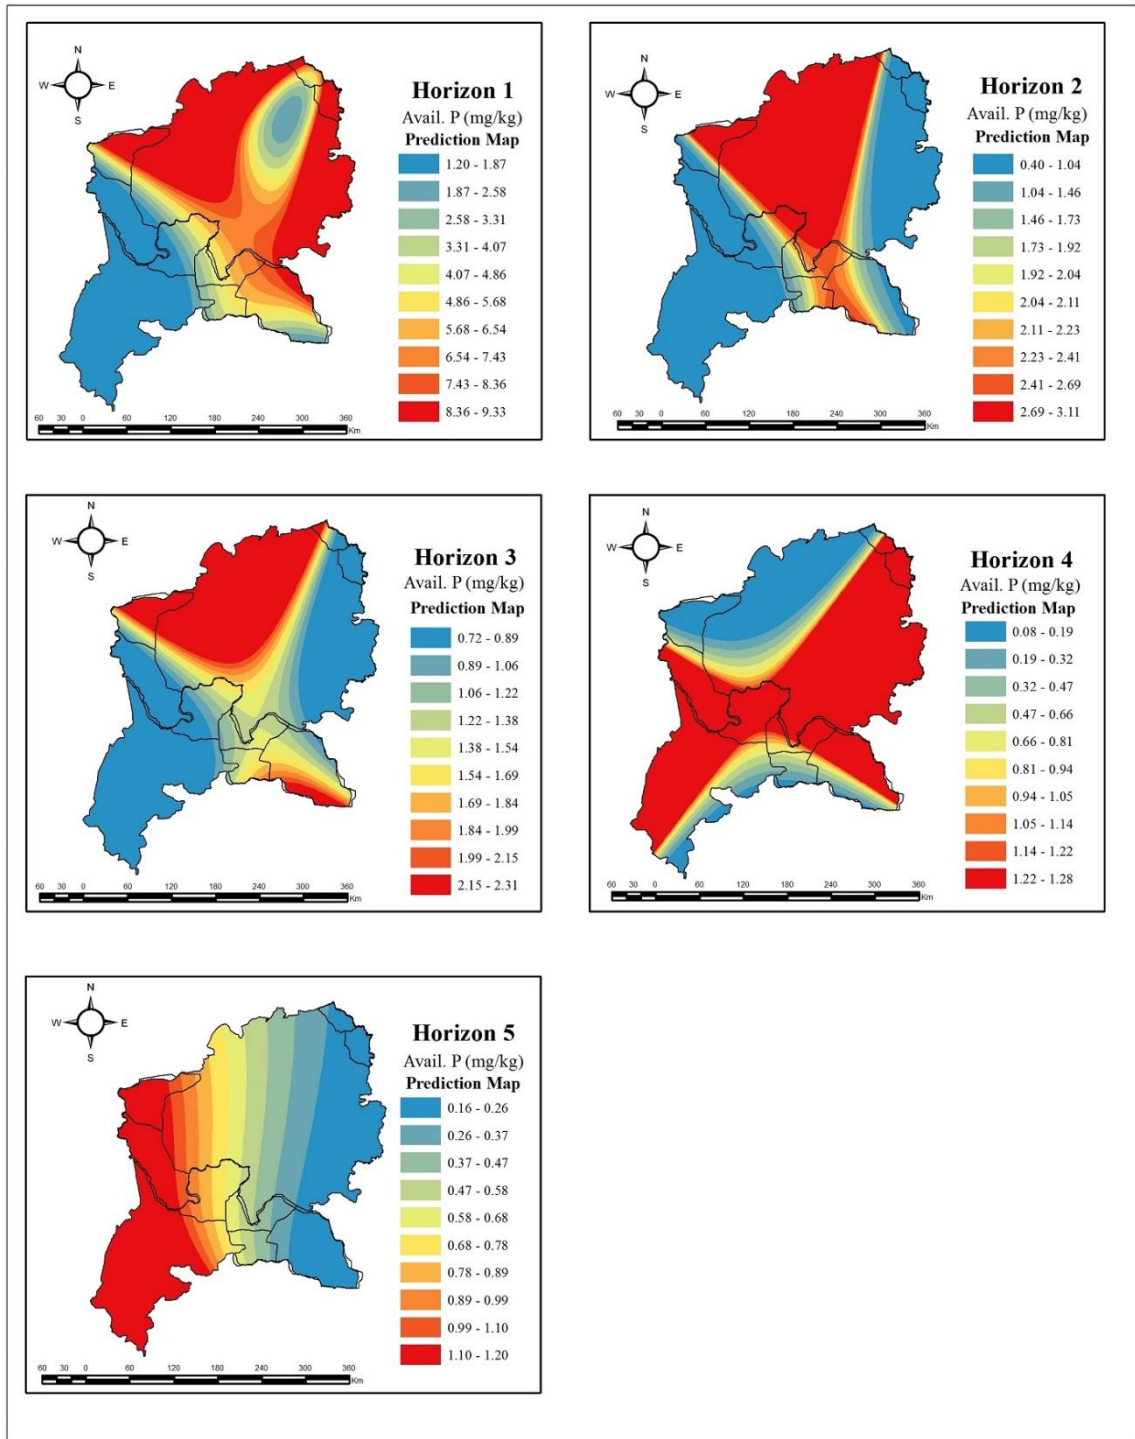 N
W E
S
Horizon 1
Avail. P (mg/kg)
Prediction Map
1.20 - 1.87
1.87 - 2.58
2.58 - 3.31
3.31 - 4.07
4.07 - 4.86
4.86 - 5.68
5.68 - 6.54
6.54 - 7.43
7.43 - 8.36
8.36 - 9.33
60 30 0 60 120 180 240 300 360
Km
N
W E
S
Horizon 2
Avail. P (mg/kg)
Prediction Map
0.40 - 1.04
1.04 - 1.46
1.46 - 1.73
1.73 - 1.92
1.92 - 2.04
2.04 - 2.11
2.11 - 2.23
2.23 - 2.41
2.41 - 2.69
2.69 - 3.11
60 30 0 60 120 180 240 300 360
Km
N
W E
S
Horizon 3
Avail. P (mg/kg)
Prediction Map
0.72 - 0.89
0.89 - 1.06
1.06 - 1.22
1.22 - 1.38
1.38 - 1.54
1.54 - 1.69
1.69 - 1.84
1.84 - 1.99
1.99 - 2.15
2.15 - 2.31
60 30 0 60 120 180 240 300 360
Km
N
W E
S
Horizon 4
Avail. P (mg/kg)
Prediction Map
0.08 - 0.19
0.19 - 0.32
0.32 - 0.47
0.47 - 0.66
0.66 - 0.81
0.81 - 0.94
0.94 - 1.05
1.05 - 1.14
1.14 - 1.22
1.22 - 1.28
60 30 0 60 120 180 240 300 360
Km
N
W E
S
Horizon 5
Avail. P (mg/kg)
Prediction Map
0.16 - 0.26
0.26 - 0.37
0.37 - 0.47
0.47 - 0.58
0.58 - 0.68
0.68 - 0.78
0.78 - 0.89
0.89 - 0.99
0.99 - 1.10
1.10 - 1.20
60 30 0 60 120 180 240 300 360
Km